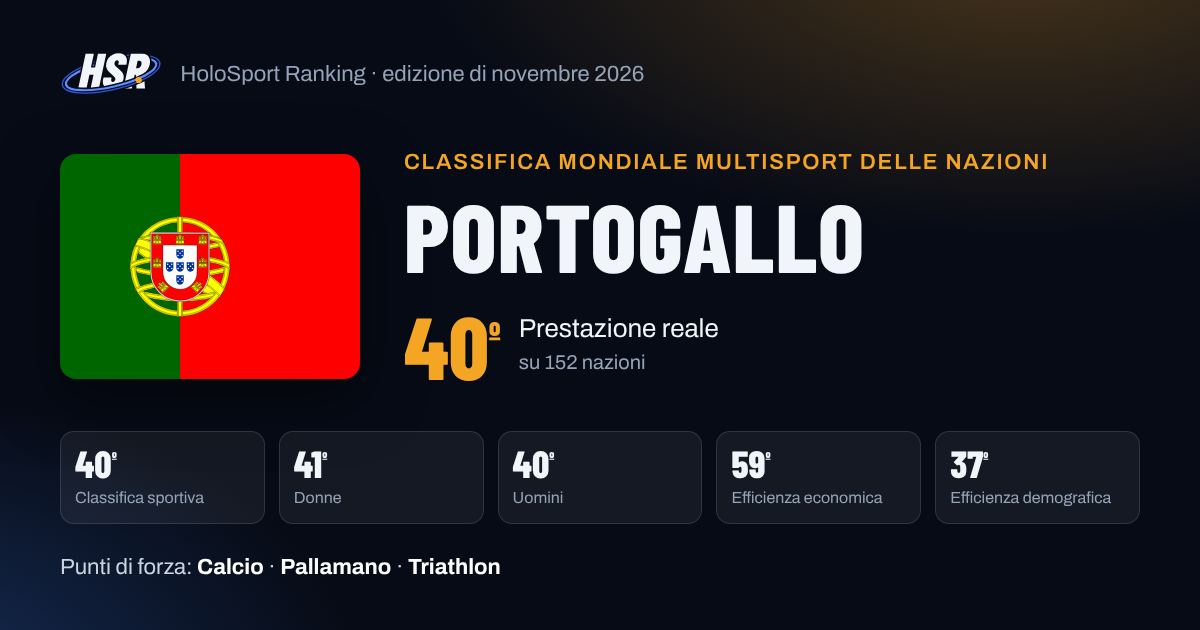 HSR
HoloSport Ranking · edizione di novembre 2026
CLASSIFICA MONDIALE MULTISPORT DELLE NAZIONI
PORTOGALLO
40º
Prestazione reale
su 152 nazioni
40º
Classifica sportiva
41º
Donne
40º
Uomini
59º
Efficienza economica
37º
Efficienza demografica
Punti di forza: Calcio · Pallamano · Triathlon